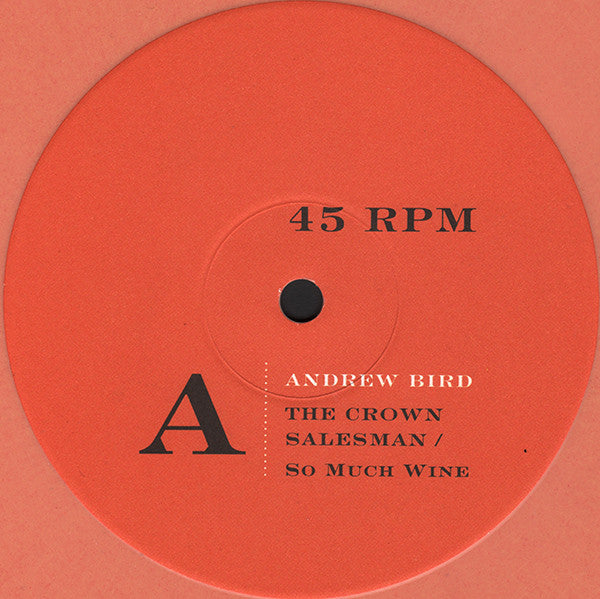 45 RPM
A
ANDREW BIRD
THE CROWN
SALESMAN /
SO MUCH WINE